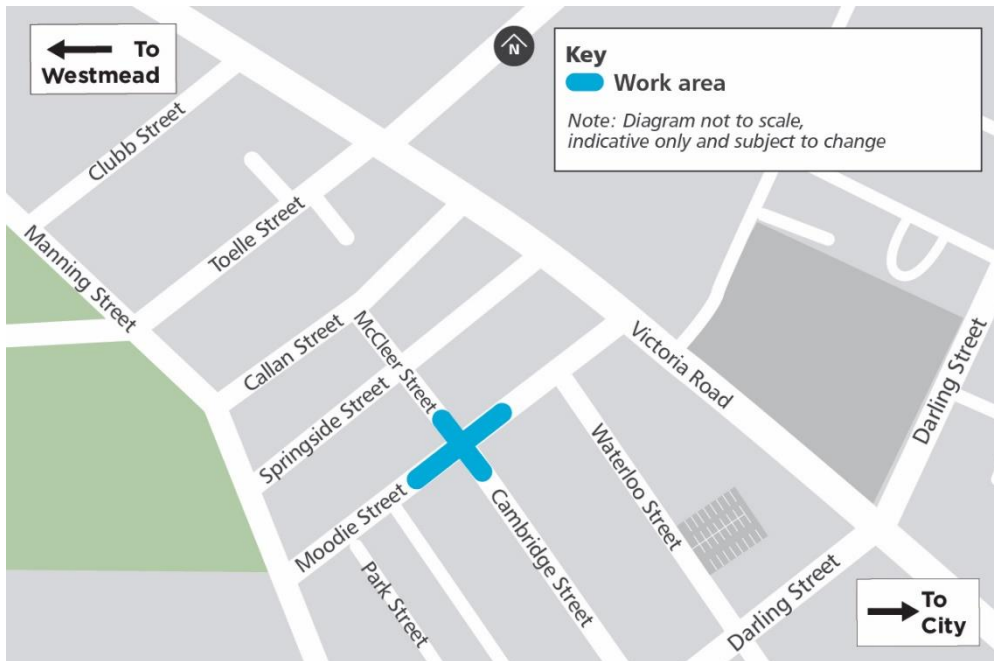 To
Westmead
N
Key
Work area
Note: Diagram not to scale,
indicative only and subject to change
Clubb Street
Manning Street
Toelle Street
Callan Street
McCleer Street
Springside Street
Moodie Street
Park Street
Cambridge Street
Waterloo Street
Victoria Road
Darling Street
Darling Street
To
City